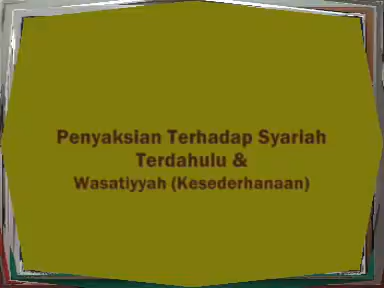 Penyaksian Terhadap Syariah
Terdahulu &
Wasatiyyah (Kesederhanaan)